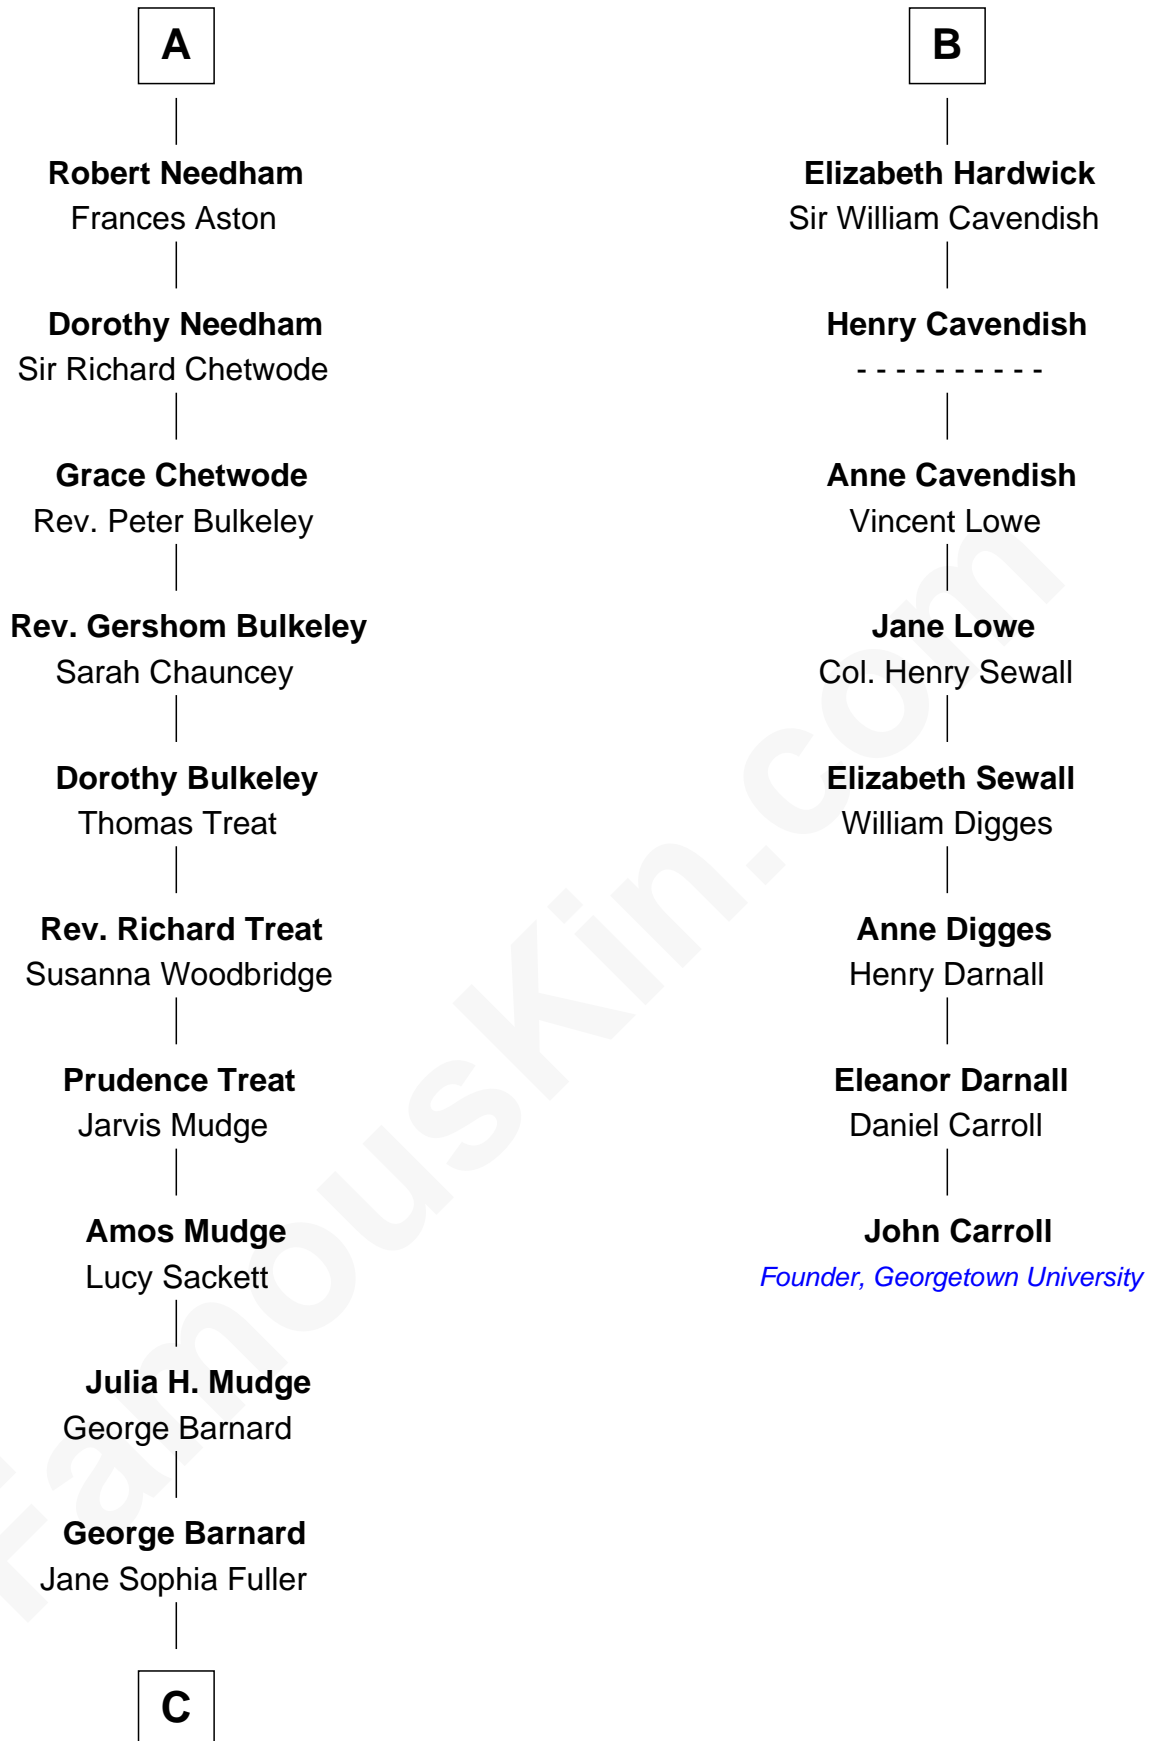 A
Robert Needham
Frances Aston
Dorothy Needham
Sir Richard Chetwode
Grace Chetwode
Rev. Peter Bulkeley
Rev. Gershom Bulkeley
Sarah Chauncey
Dorothy Bulkeley
Thomas Treat
Rev. Richard Treat
Susanna Woodbridge
Prudence Treat
Jarvis Mudge
Amos Mudge
Lucy Sackett
Julia H. Mudge
George Barnard
George Barnard
Jane Sophia Fuller
C
B
Elizabeth Hardwick
Sir William Cavendish
Henry Cavendish
- - - - - - - - - -
Anne Cavendish
Vincent Lowe
Jane Lowe
Col. Henry Sewall
Elizabeth Sewall
William Digges
Anne Digges
Henry Darnall
Eleanor Darnall
Daniel Carroll
John Carroll
Founder, Georgetown University
FamousKin.com